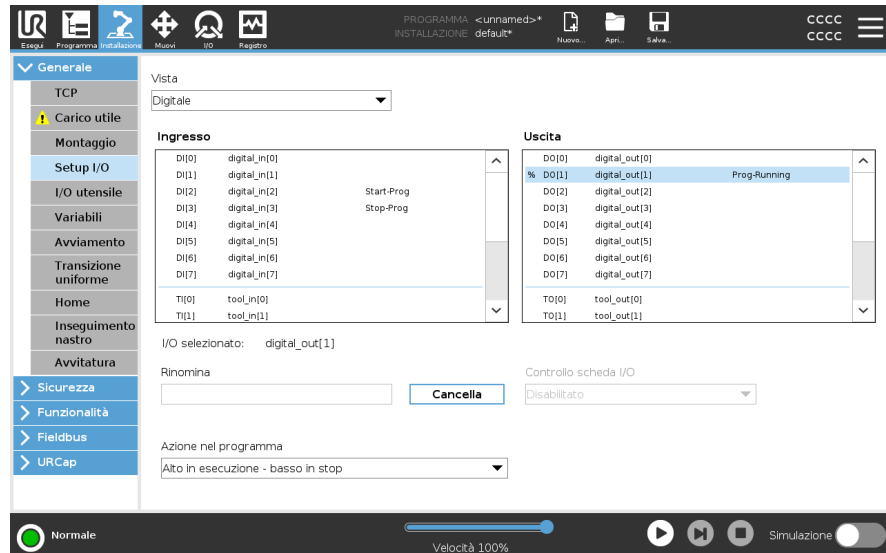 PROGRAMMA <unnamed>*
INSTALLAZIONE default*
cccc
cccc
Esegui Programma Installazione Muovi I/O Registro Nuovo... Apri... Salva...
Generale
TCP
Carico utile
Montaggio
Setup I/O
I/O utensile
Variabili
Avviamento
Transizione
uniforme
Home
Inseguimento
nastro
Avvitatura
Sicurezza
Funzionalità
Fieldbus
URCap
Vista
Digitale
Ingresso
DI[0] digital_in[0]
DI[1] digital_in[1]
DI[2] digital_in[2] Start-Prog
DI[3] digital_in[3] Stop-Prog
DI[4] digital_in[4]
DI[5] digital_in[5]
DI[6] digital_in[6]
DI[7] digital_in[7]
TI[0] tool_in[0]
TI[1] tool_in[1]
Uscita
DO[0] digital_out[0]
% DO[1] digital_out[1] Prog-Running
DO[2] digital_out[2]
DO[3] digital_out[3]
DO[4] digital_out[4]
DO[5] digital_out[5]
DO[6] digital_out[6]
DO[7] digital_out[7]
TO[0] tool_out[0]
TO[1] tool_out[1]
I/O selezionato: digital_out[1]
Rinomina
Cancella
Controllo scheda I/O
Disabilitato
Azione nel programma
Alto in esecuzione - basso in stop
Normale
Velocità 100%
Simulazione